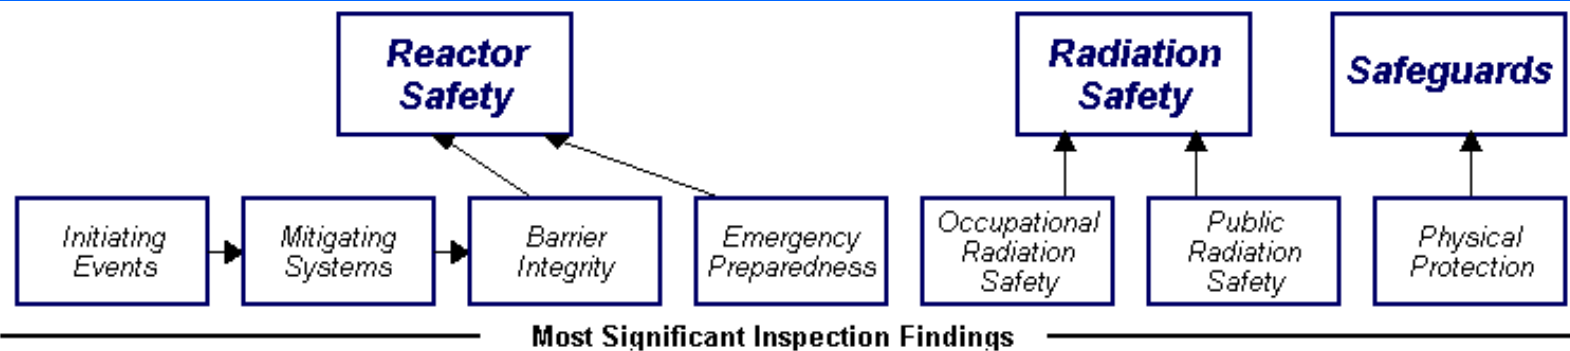 Reactor
Safety
Radiation
Safety
Safeguards
Initiating
Events
Mitigating
Systems
Barrier
Integrity
Emergency
Preparedness
Occupational
Radiation
Safety
Public
Radiation
Safety
Physical
Protection
Most Significant Inspection Findings